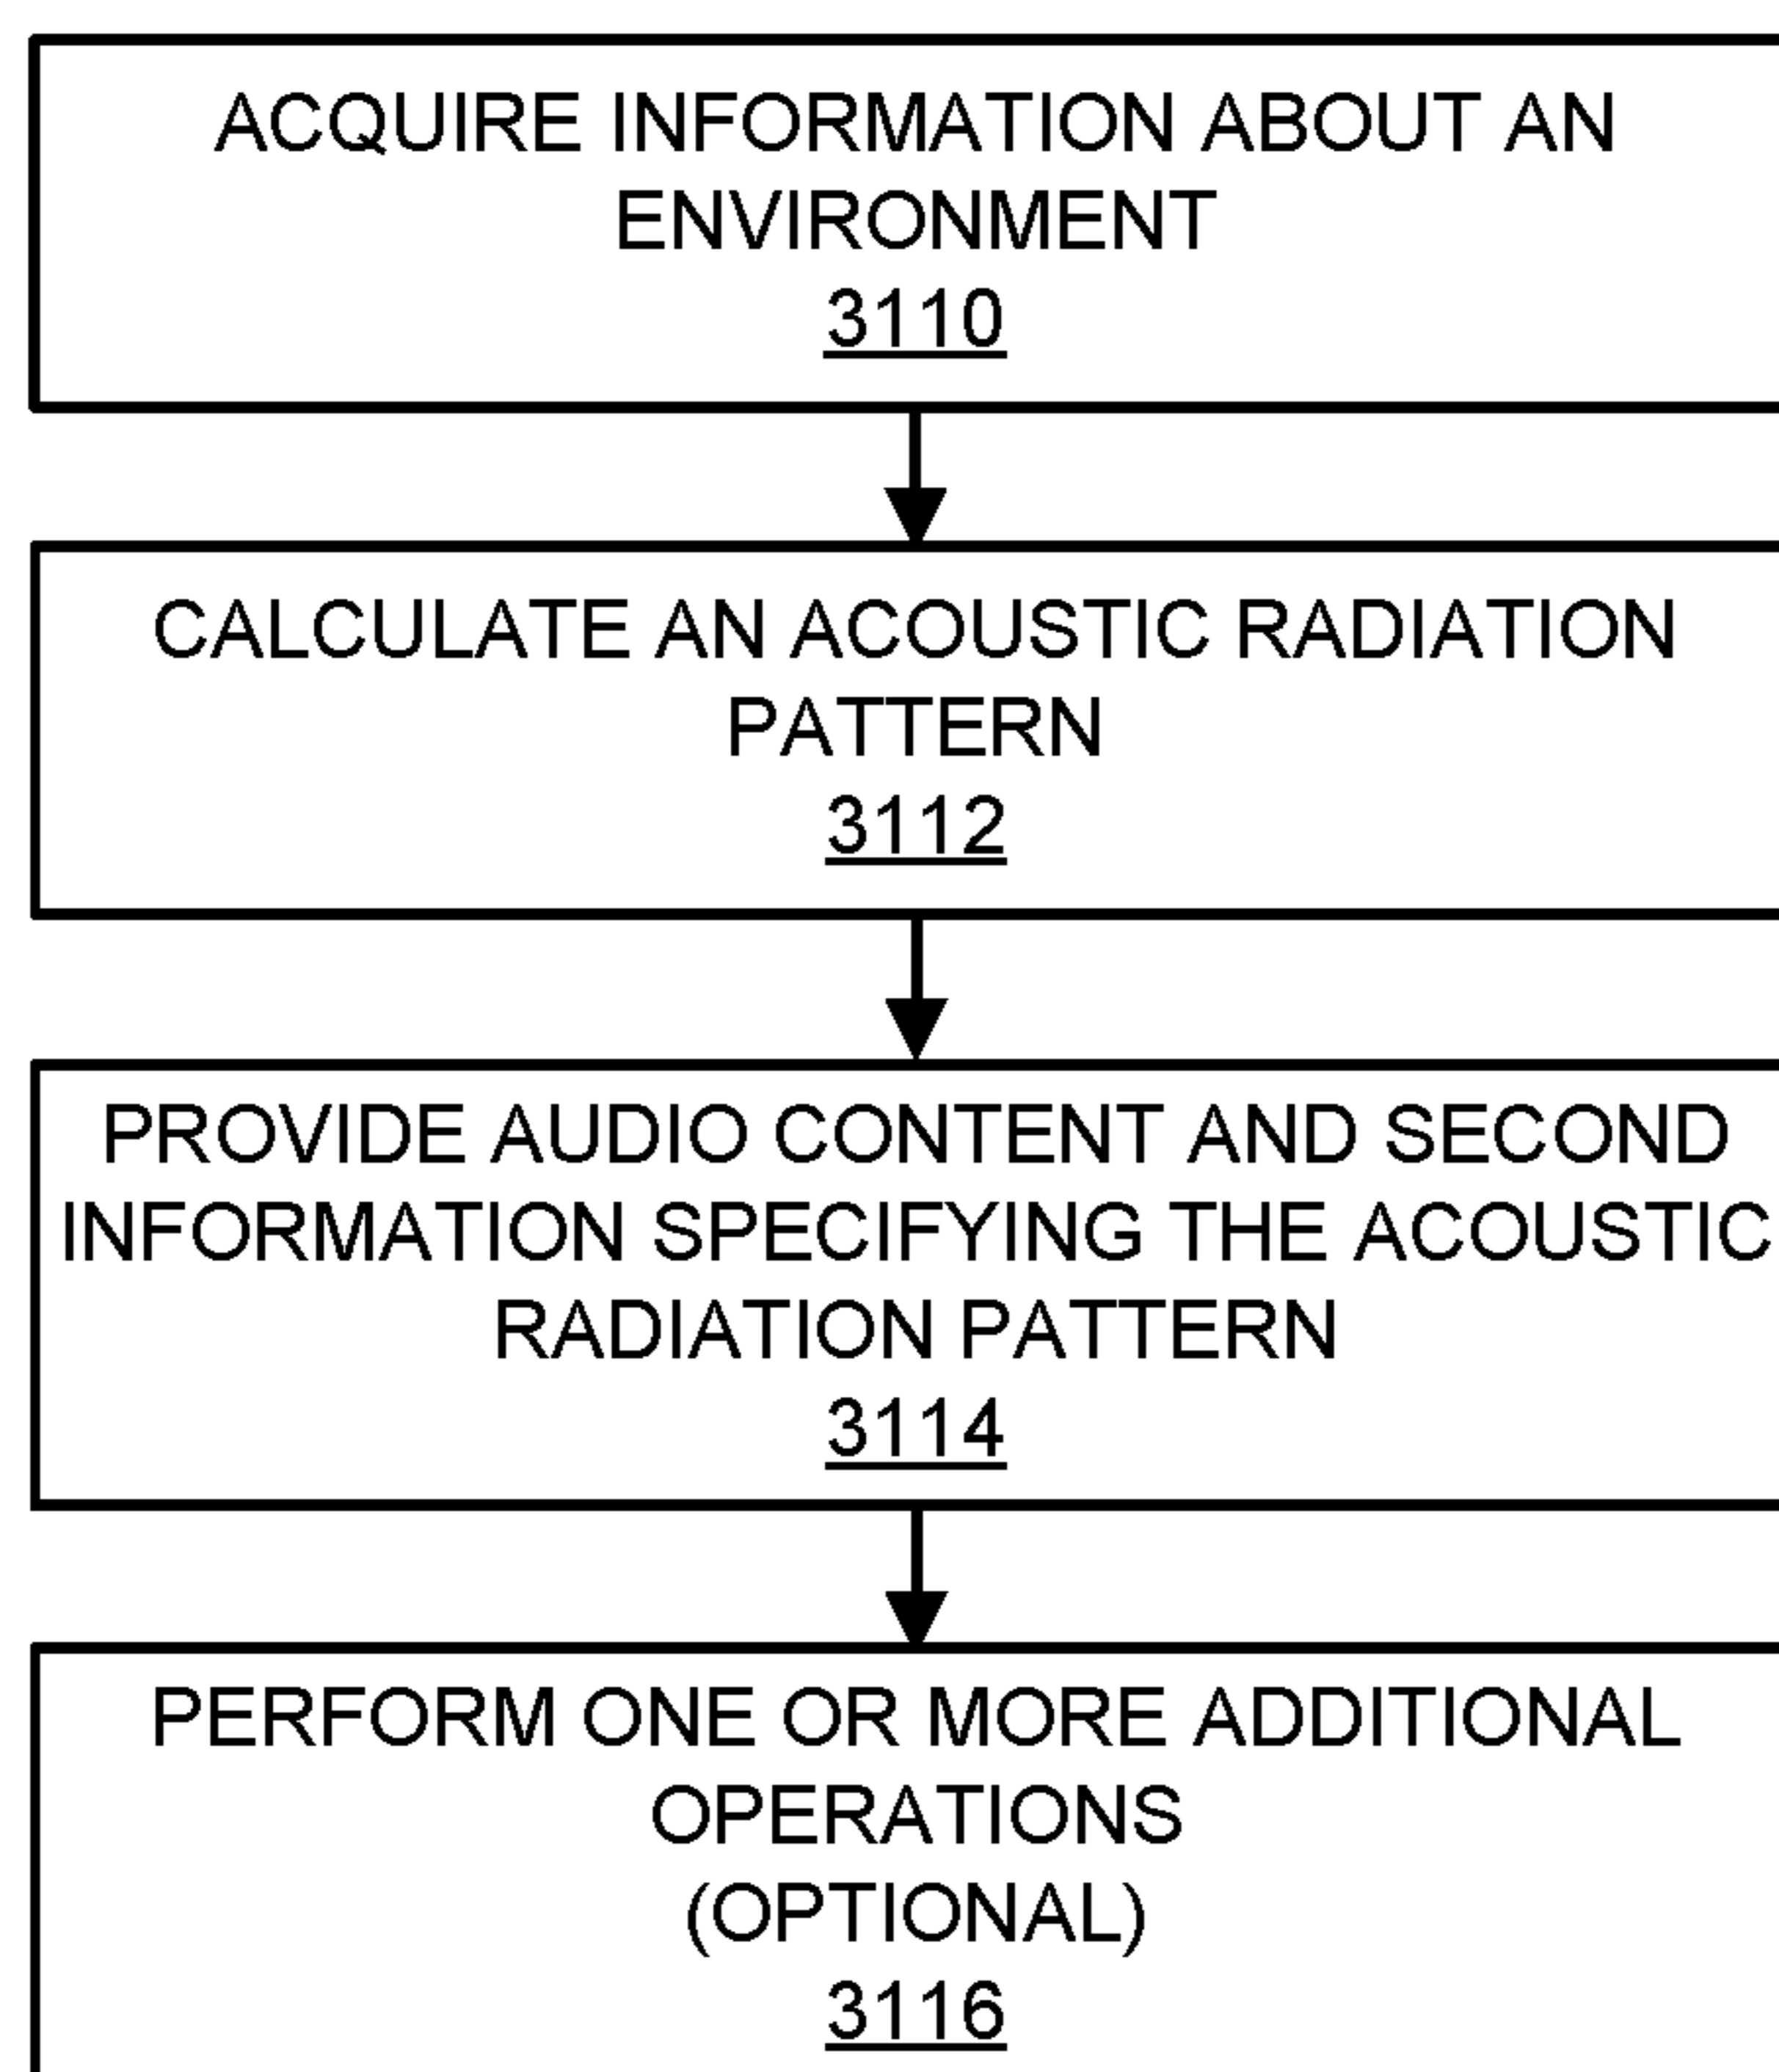 ACQUIRE INFORMATION ABOUT AN
ENVIRONMENT
3110
CALCULATE AN ACOUSTIC RADIATION
PATTERN
3112
PROVIDE AUDIO CONTENT AND SECOND
INFORMATION SPECIFYING THE ACOUSTIC
RADIATION PATTERN
3114
PERFORM ONE OR MORE ADDITIONAL
OPERATIONS
(OPTIONAL)
3116